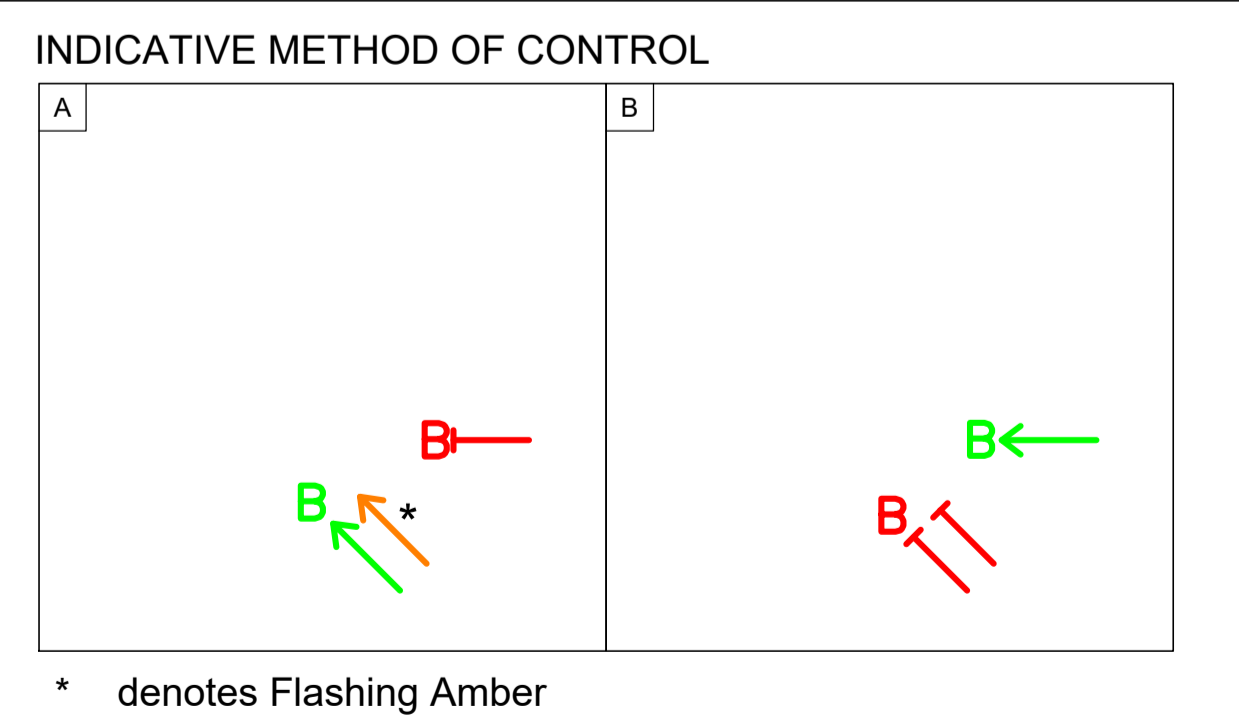 INDICATIVE METHOD OF CONTROL
A
B
B
B
B
B
*
* denotes Flashing Amber